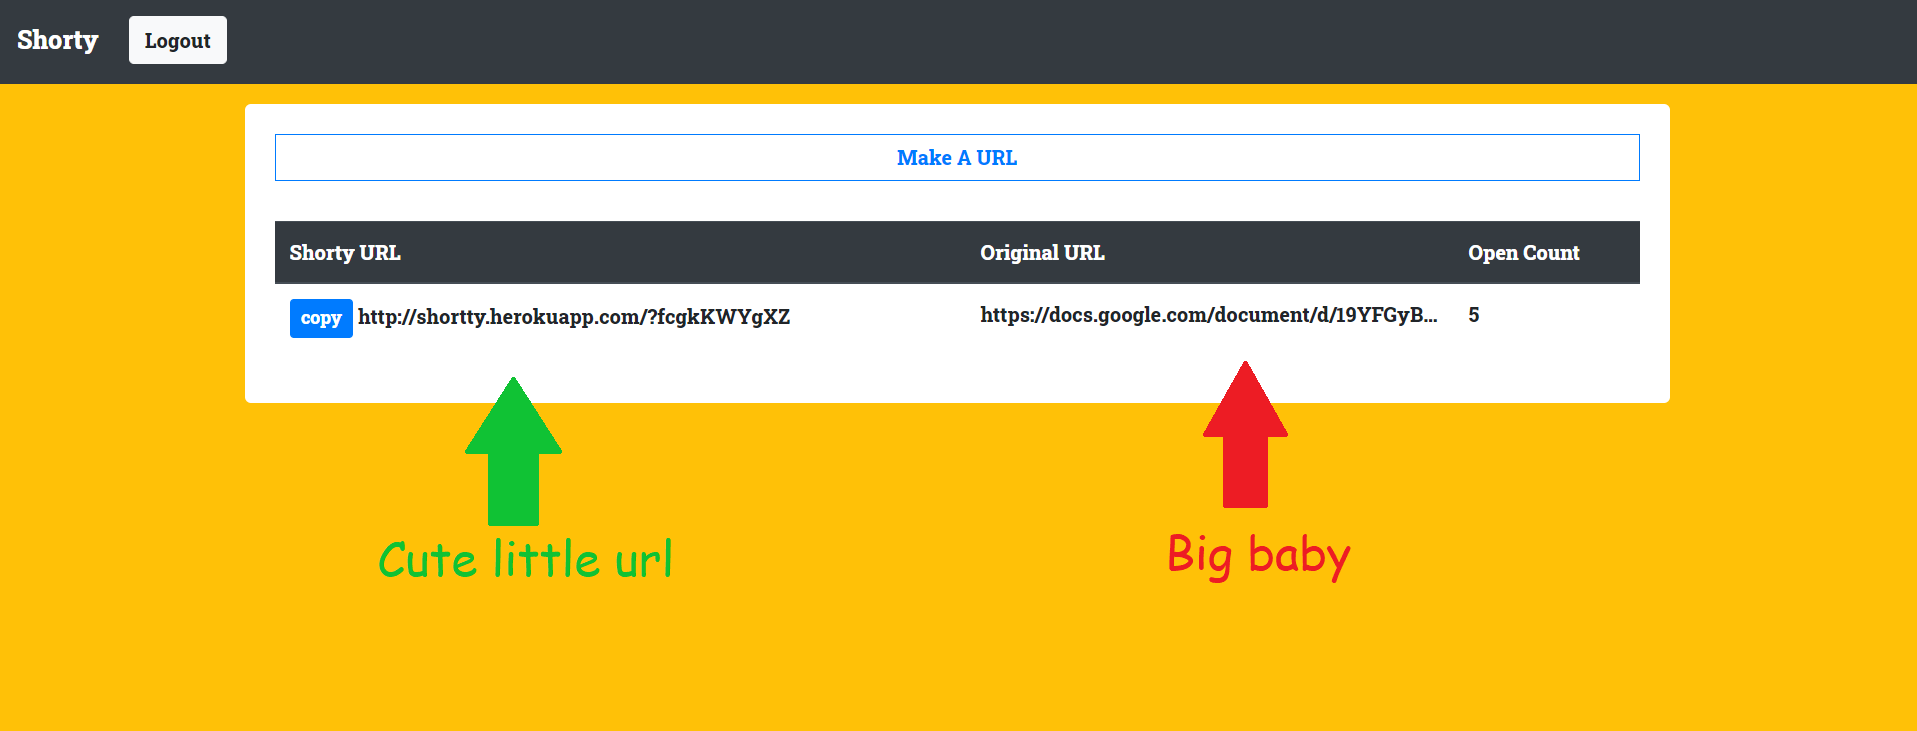 Shorty Logout
Make A URL
Shorty URL Original URL Open Count
copy http://shortty.herokuapp.com/?fcgkKWYgXZ https://docs.google.com/document/d/19YFGyB... 5
Cute little url Big baby